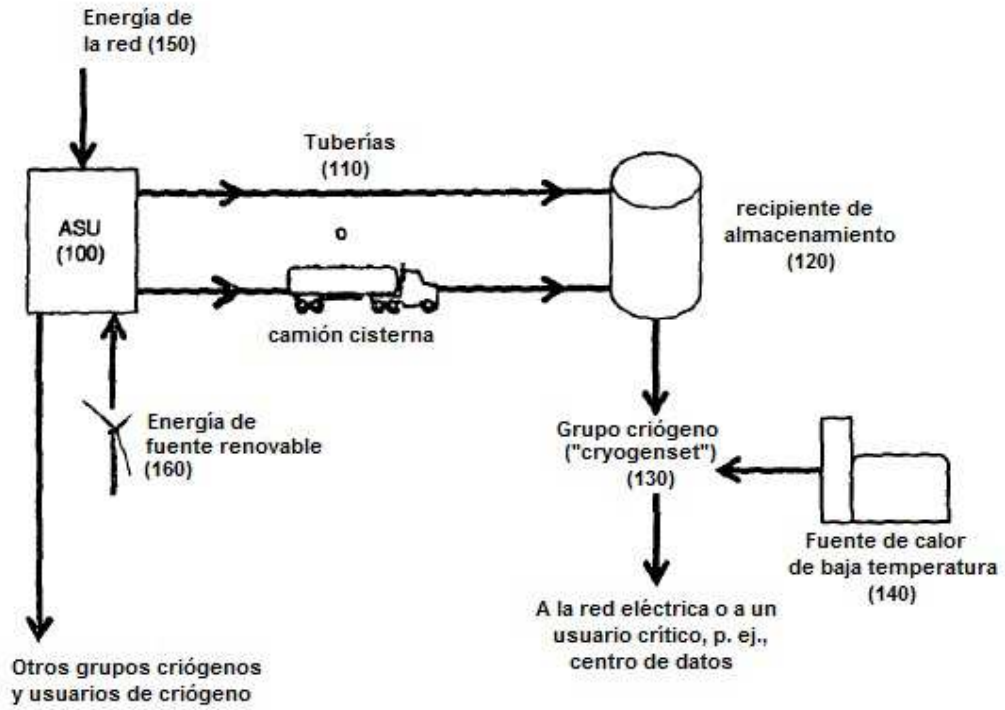 Energía de
la red (150)
Tuberías
(110)
ASU
(100)
o
recipiente de
almacenamiento
(120)
camión cisterna
Energía de
fuente renovable
(160)
Grupo criógeno
("cryogenset")
(130)
Fuente de calor
de baja temperatura
(140)
A la red eléctrica o a un
usuario crítico, p. ej.,
centro de datos
Otros grupos criógenos
y usuarios de criógeno